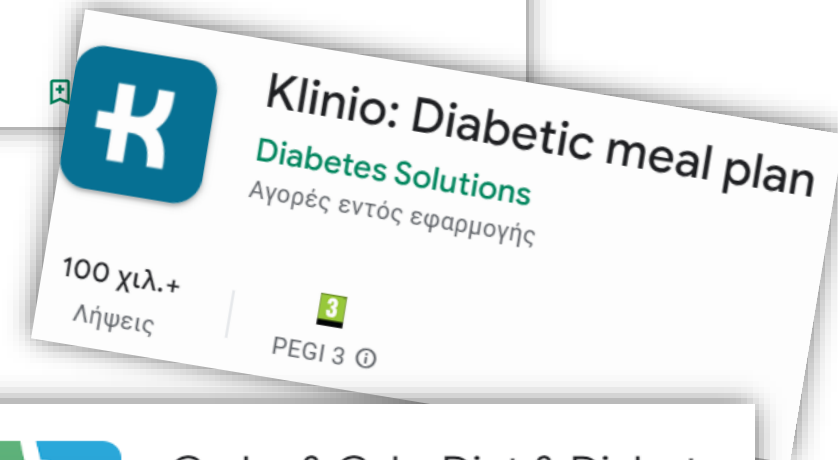 Klinio: Diabetic meal plan
Diabetes Solutions
Αγορές εντός εφαρμογής
100 χιλ.+
Λήψεις
3
PEGI 3